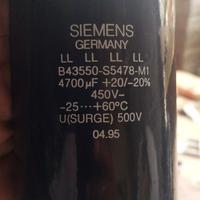 SIEMENS
GERMANY
LL LL LL LL
B43550-S5478-M1
4700µF +20/-20%
450V-
-25...+60°C
U(SURGE) 500V
04.95